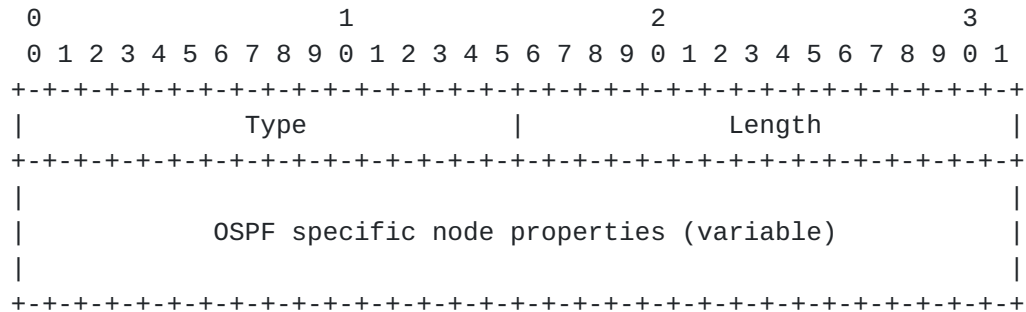 0                   1                   2                   3
 0 1 2 3 4 5 6 7 8 9 0 1 2 3 4 5 6 7 8 9 0 1 2 3 4 5 6 7 8 9 0 1
+-+-+-+-+-+-+-+-+-+-+-+-+-+-+-+-+-+-+-+-+-+-+-+-+-+-+-+-+-+-+-+-+
|              Type             |             Length            |
+-+-+-+-+-+-+-+-+-+-+-+-+-+-+-+-+-+-+-+-+-+-+-+-+-+-+-+-+-+-+-+-+
|                                                               |
|            OSPF specific node properties (variable)           |
|                                                               |
+-+-+-+-+-+-+-+-+-+-+-+-+-+-+-+-+-+-+-+-+-+-+-+-+-+-+-+-+-+-+-+-+